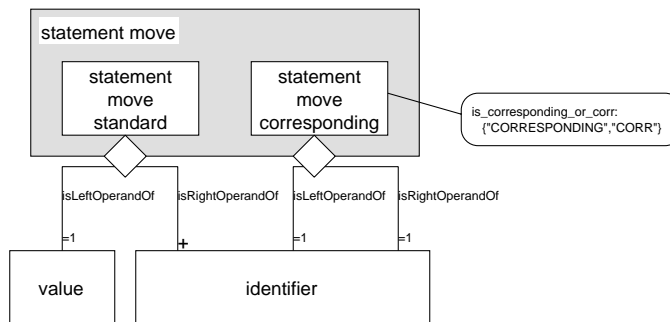 statement move
statement
move
standard
statement
move
corresponding
is_corresponding_or_corr:
{"CORRESPONDING","CORR"}
isLeftOperandOf
isRightOperandOf
isLeftOperandOf
isRightOperandOf
=1
+
=1
=1
value
identifier